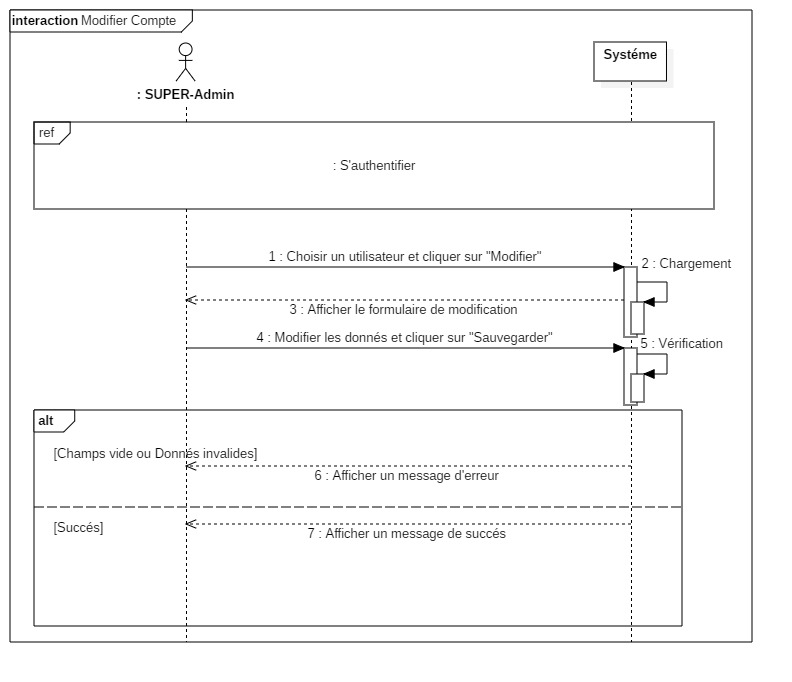 interaction Modifier Compte
: SUPER-Admin
Systéme
ref
: S'authentifier
1 : Choisir un utilisateur et cliquer sur "Modifier"
2 : Chargement
3 : Afficher le formulaire de modification
4 : Modifier les donnés et cliquer sur "Sauvegarder"
5 : Vérification
alt
[Champs vide ou Donnés invalides]
6 : Afficher un message d'erreur
[Succés]
7 : Afficher un message de succés